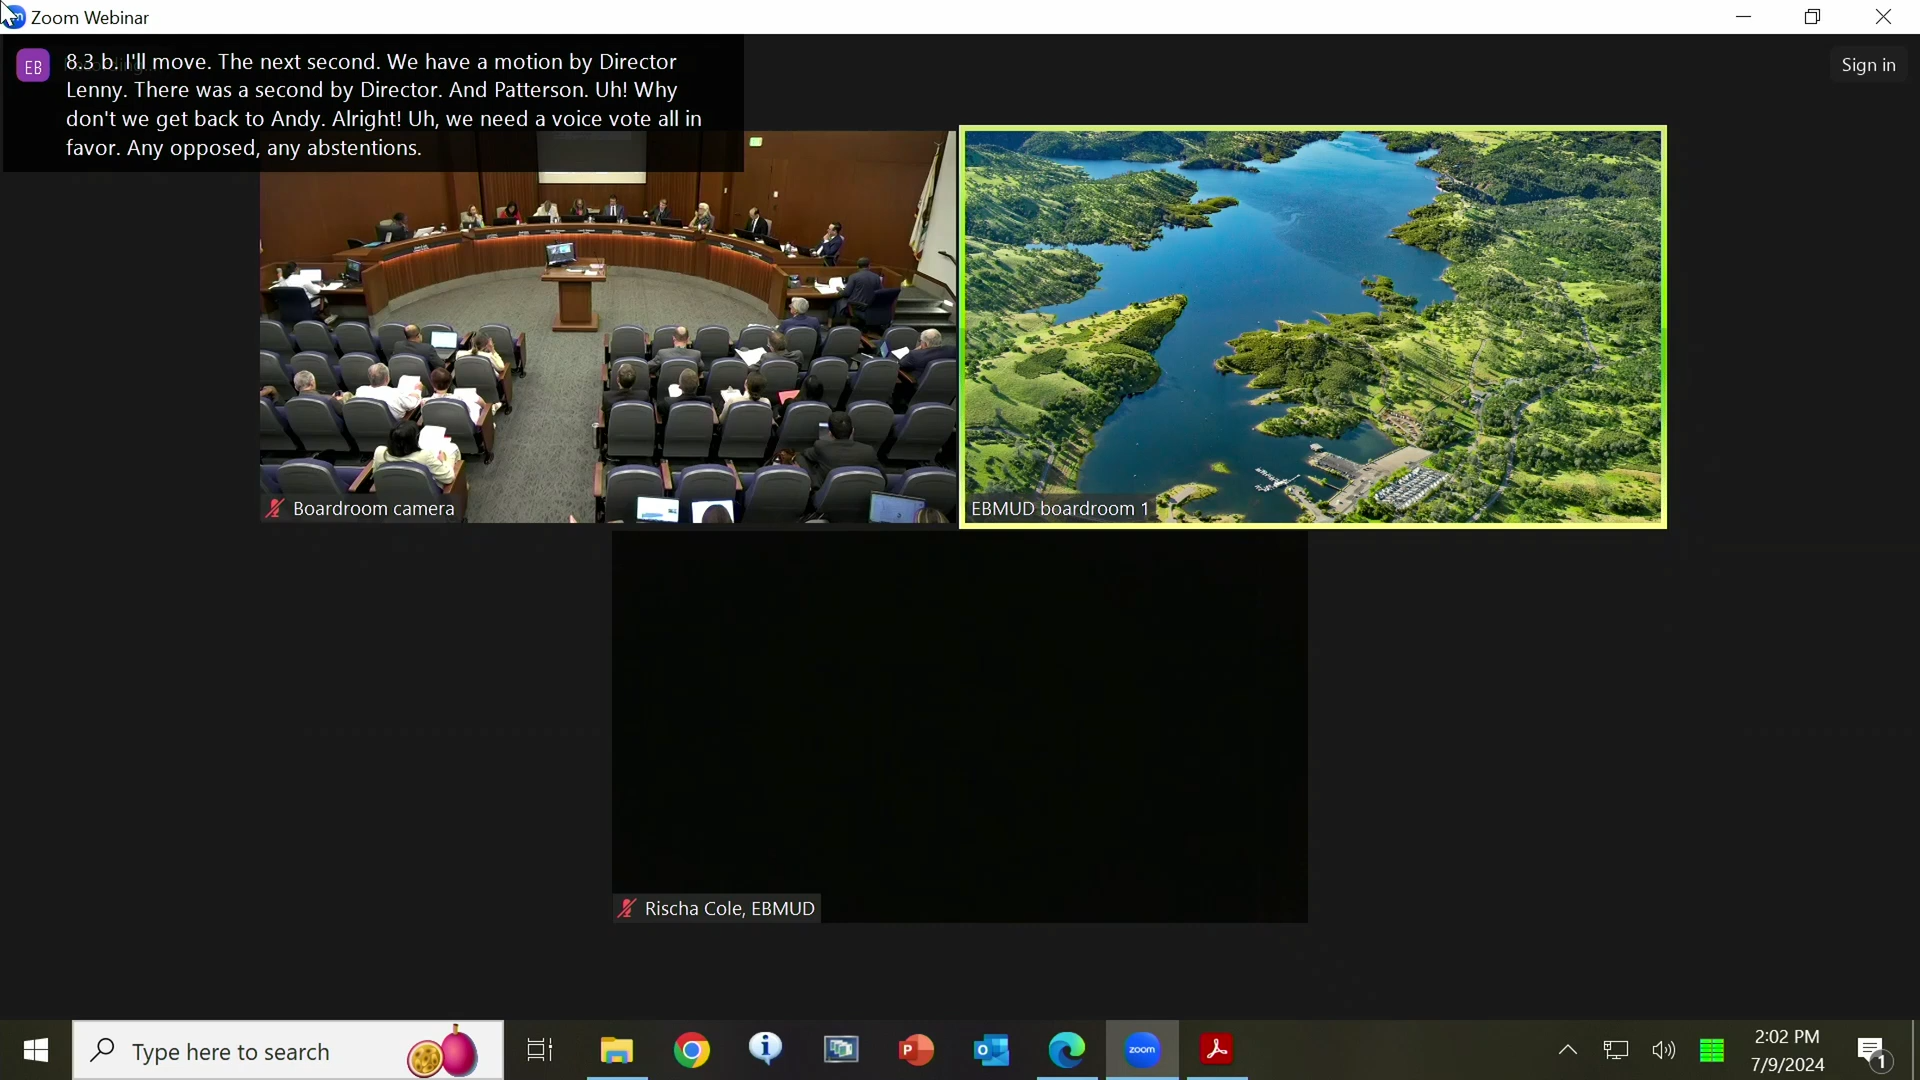 Zoom Webinar
EB
8.3 b. I'll move. The next second. We have a motion by Director
Lenny. There was a second by Director. And Patterson. Uh! Why
don't we get back to Andy. Alright! Uh, we need a voice vote all in
favor. Any opposed, any abstentions.
Sign in
Boardroom camera
EBMUD boardroom 1
Rischa Cole, EBMUD
Type here to search
zoom
2:02 PM
7/9/2024
1